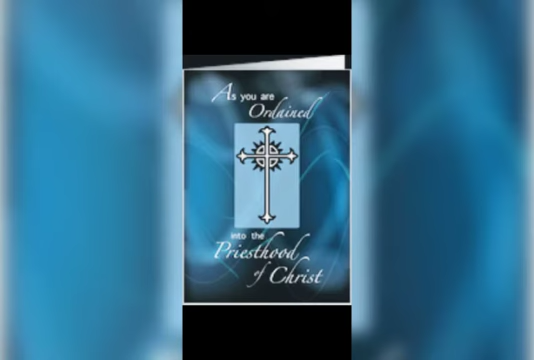 As you are
Ordained
into the
Priesthood
of Christ